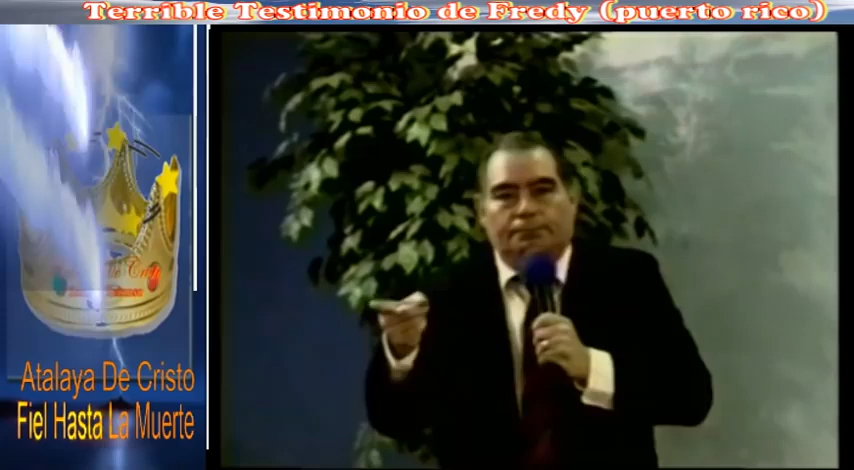 Terrible Testimonio de Fredy (puerto rico)
Atalaya De Cristo
Fiel Hasta La Muerte